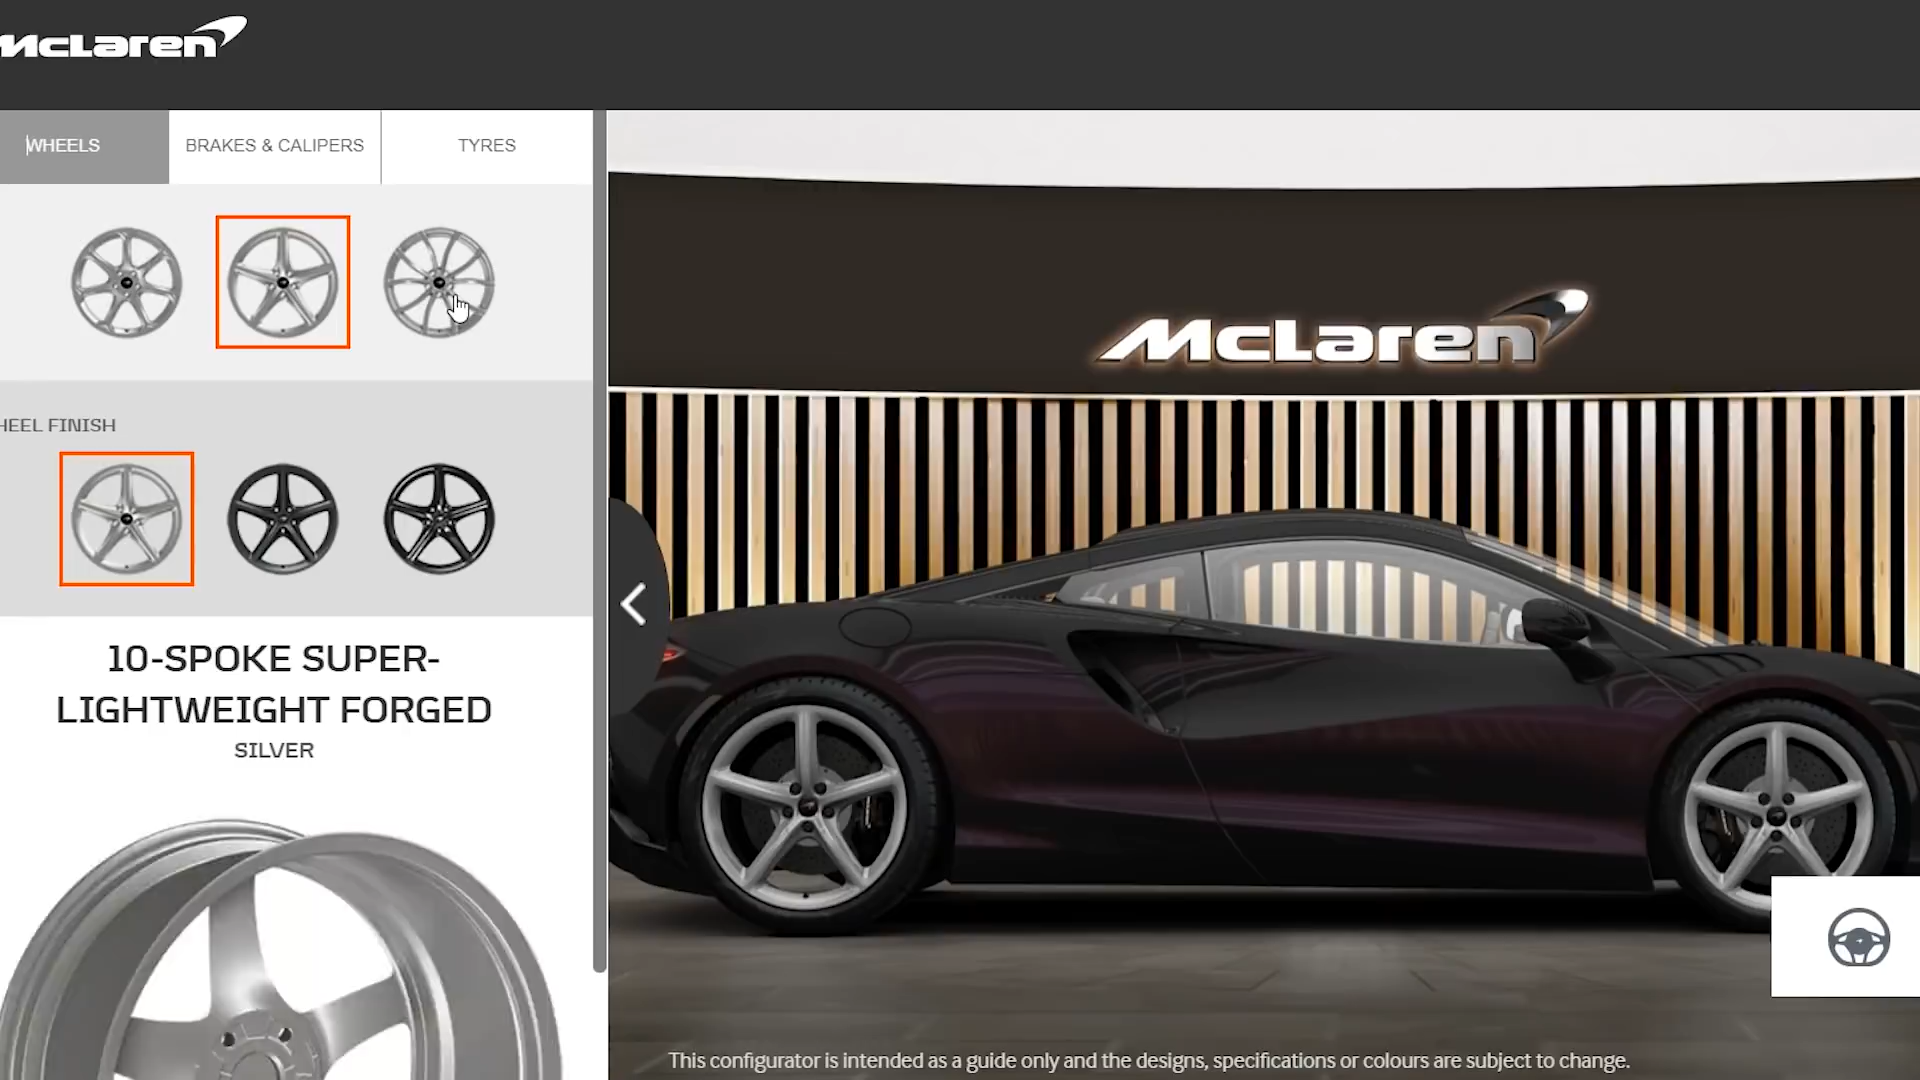 McLaren
WHEELS
BRAKES & CALIPERS
TYRES
HEEL FINISH
10-SPOKE SUPER-
LIGHTWEIGHT FORGED
SILVER
McLaren
This configurator is intended as a guide only and the designs, specifications or colours are subject to change.